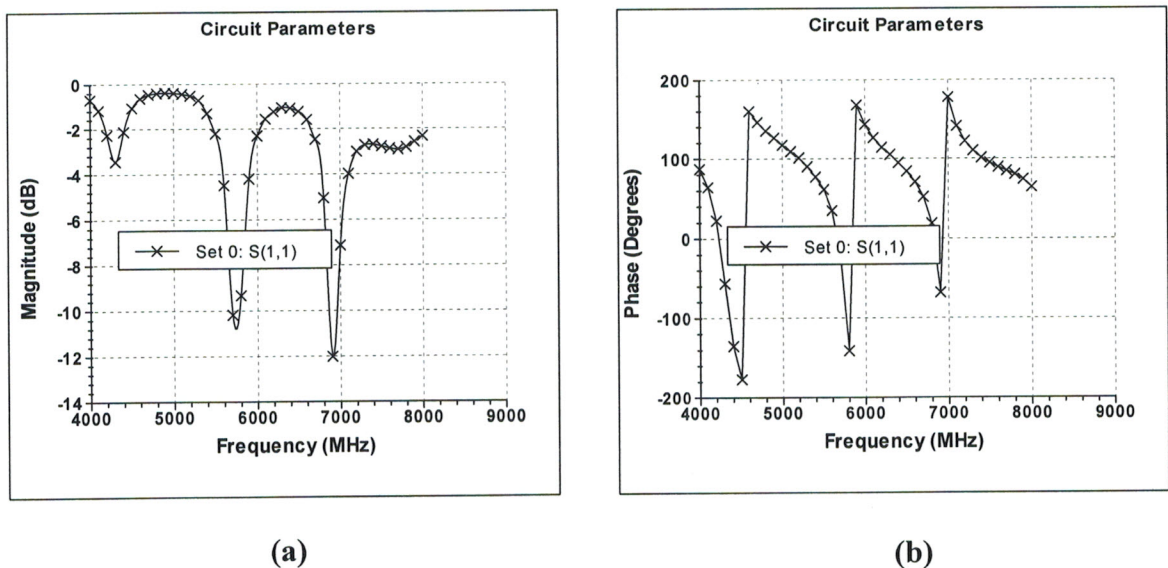 Circuit Parameters
0
-2
-4
-6
-8
-10
-12
-14
Magnitude (dB)
Set 0: S(1,1)
4000 5000 6000 7000 8000 9000
Frequency (MHz)
(a)
Circuit Parameters
200
100
0
-100
-200
Phase (Degrees)
Set 0: S(1,1)
4000 5000 6000 7000 8000 9000
Frequency (MHz)
(b)